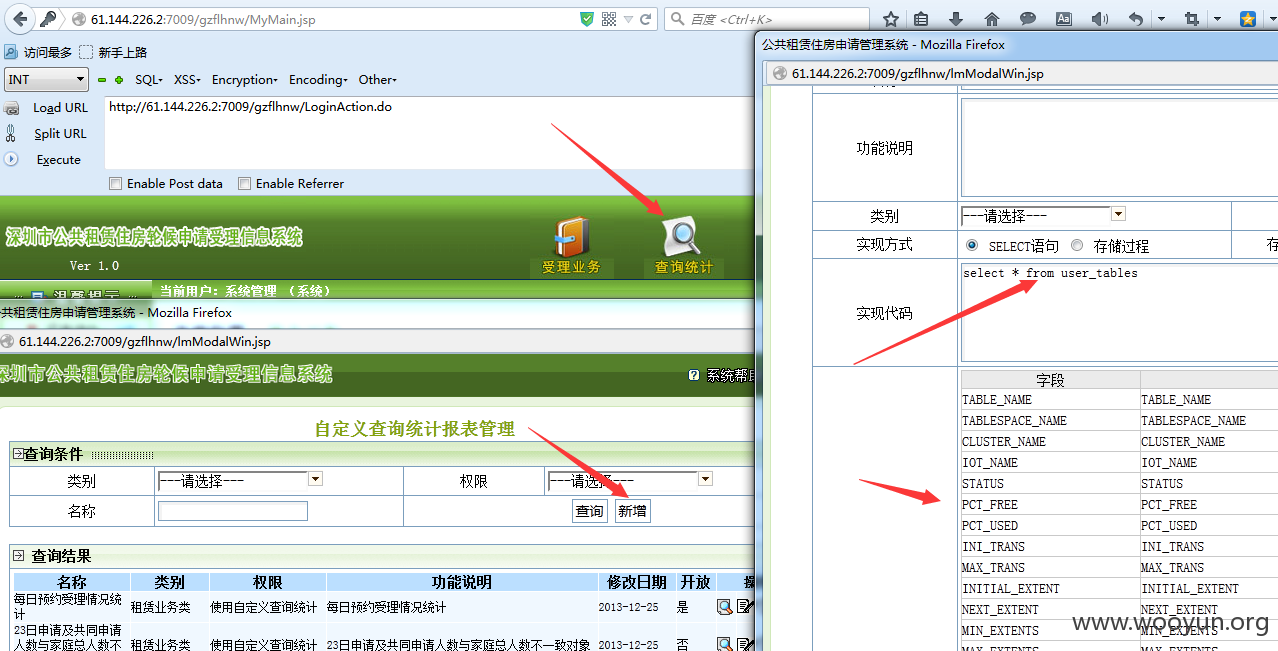 61.144.226.2:7009/gzflhnw/MyMain.jsp
百度 <Ctrl+K>
访问最多 新手上路
INT SQL XSS Encryption Encoding Other
Load URL
http://61.144.226.2:7009/gzflhnw/LoginAction.do
Split URL
Execute
Enable Post data Enable Referrer
深圳市公共租赁住房轮候申请受理信息系统
Ver 1.0
受理业务 查询统计
温馨提示
当前用户：系统管理 （系统）
共租赁住房申请管理系统 - Mozilla Firefox
61.144.226.2:7009/gzflhnw/lmModalWin.jsp
深圳市公共租赁住房轮候申请受理信息系统
系统帮助
自定义查询统计报表管理
查询条件
类别 ---请选择--- 权限 ---请选择---
名称 查询 新增
查询结果
名称 类别 权限 功能说明 修改日期 开放
每日预约受理情况统计 租赁业务类 使用自定义查询统计 每日预约受理情况统计 2013-12-25 是
23日申请及共同申请人数与家庭总人数不 租赁业务类 使用自定义查询统计 23日申请及共同申请人数与家庭总人数不一致对象 2013-12-25 否
公共租赁住房申请管理系统 - Mozilla Firefox
61.144.226.2:7009/gzflhnw/lmModalWin.jsp
功能说明
类别 ---请选择---
实现方式 SELECT语句 存储过程 存
实现代码
select * from user_tables
字段
TABLE_NAME TABLE_NAME
TABLESPACE_NAME TABLESPACE_NAME
CLUSTER_NAME CLUSTER_NAME
IOT_NAME IOT_NAME
STATUS STATUS
PCT_FREE PCT_FREE
PCT_USED PCT_USED
INI_TRANS INI_TRANS
MAX_TRANS MAX_TRANS
INITIAL_EXTENT INITIAL_EXTENT
NEXT_EXTENT NEXT_EXTENT
MIN_EXTENTS MIN_EXTENTS
MAX_EXTENTS MAX_EXTENTS
www.wooyun.org